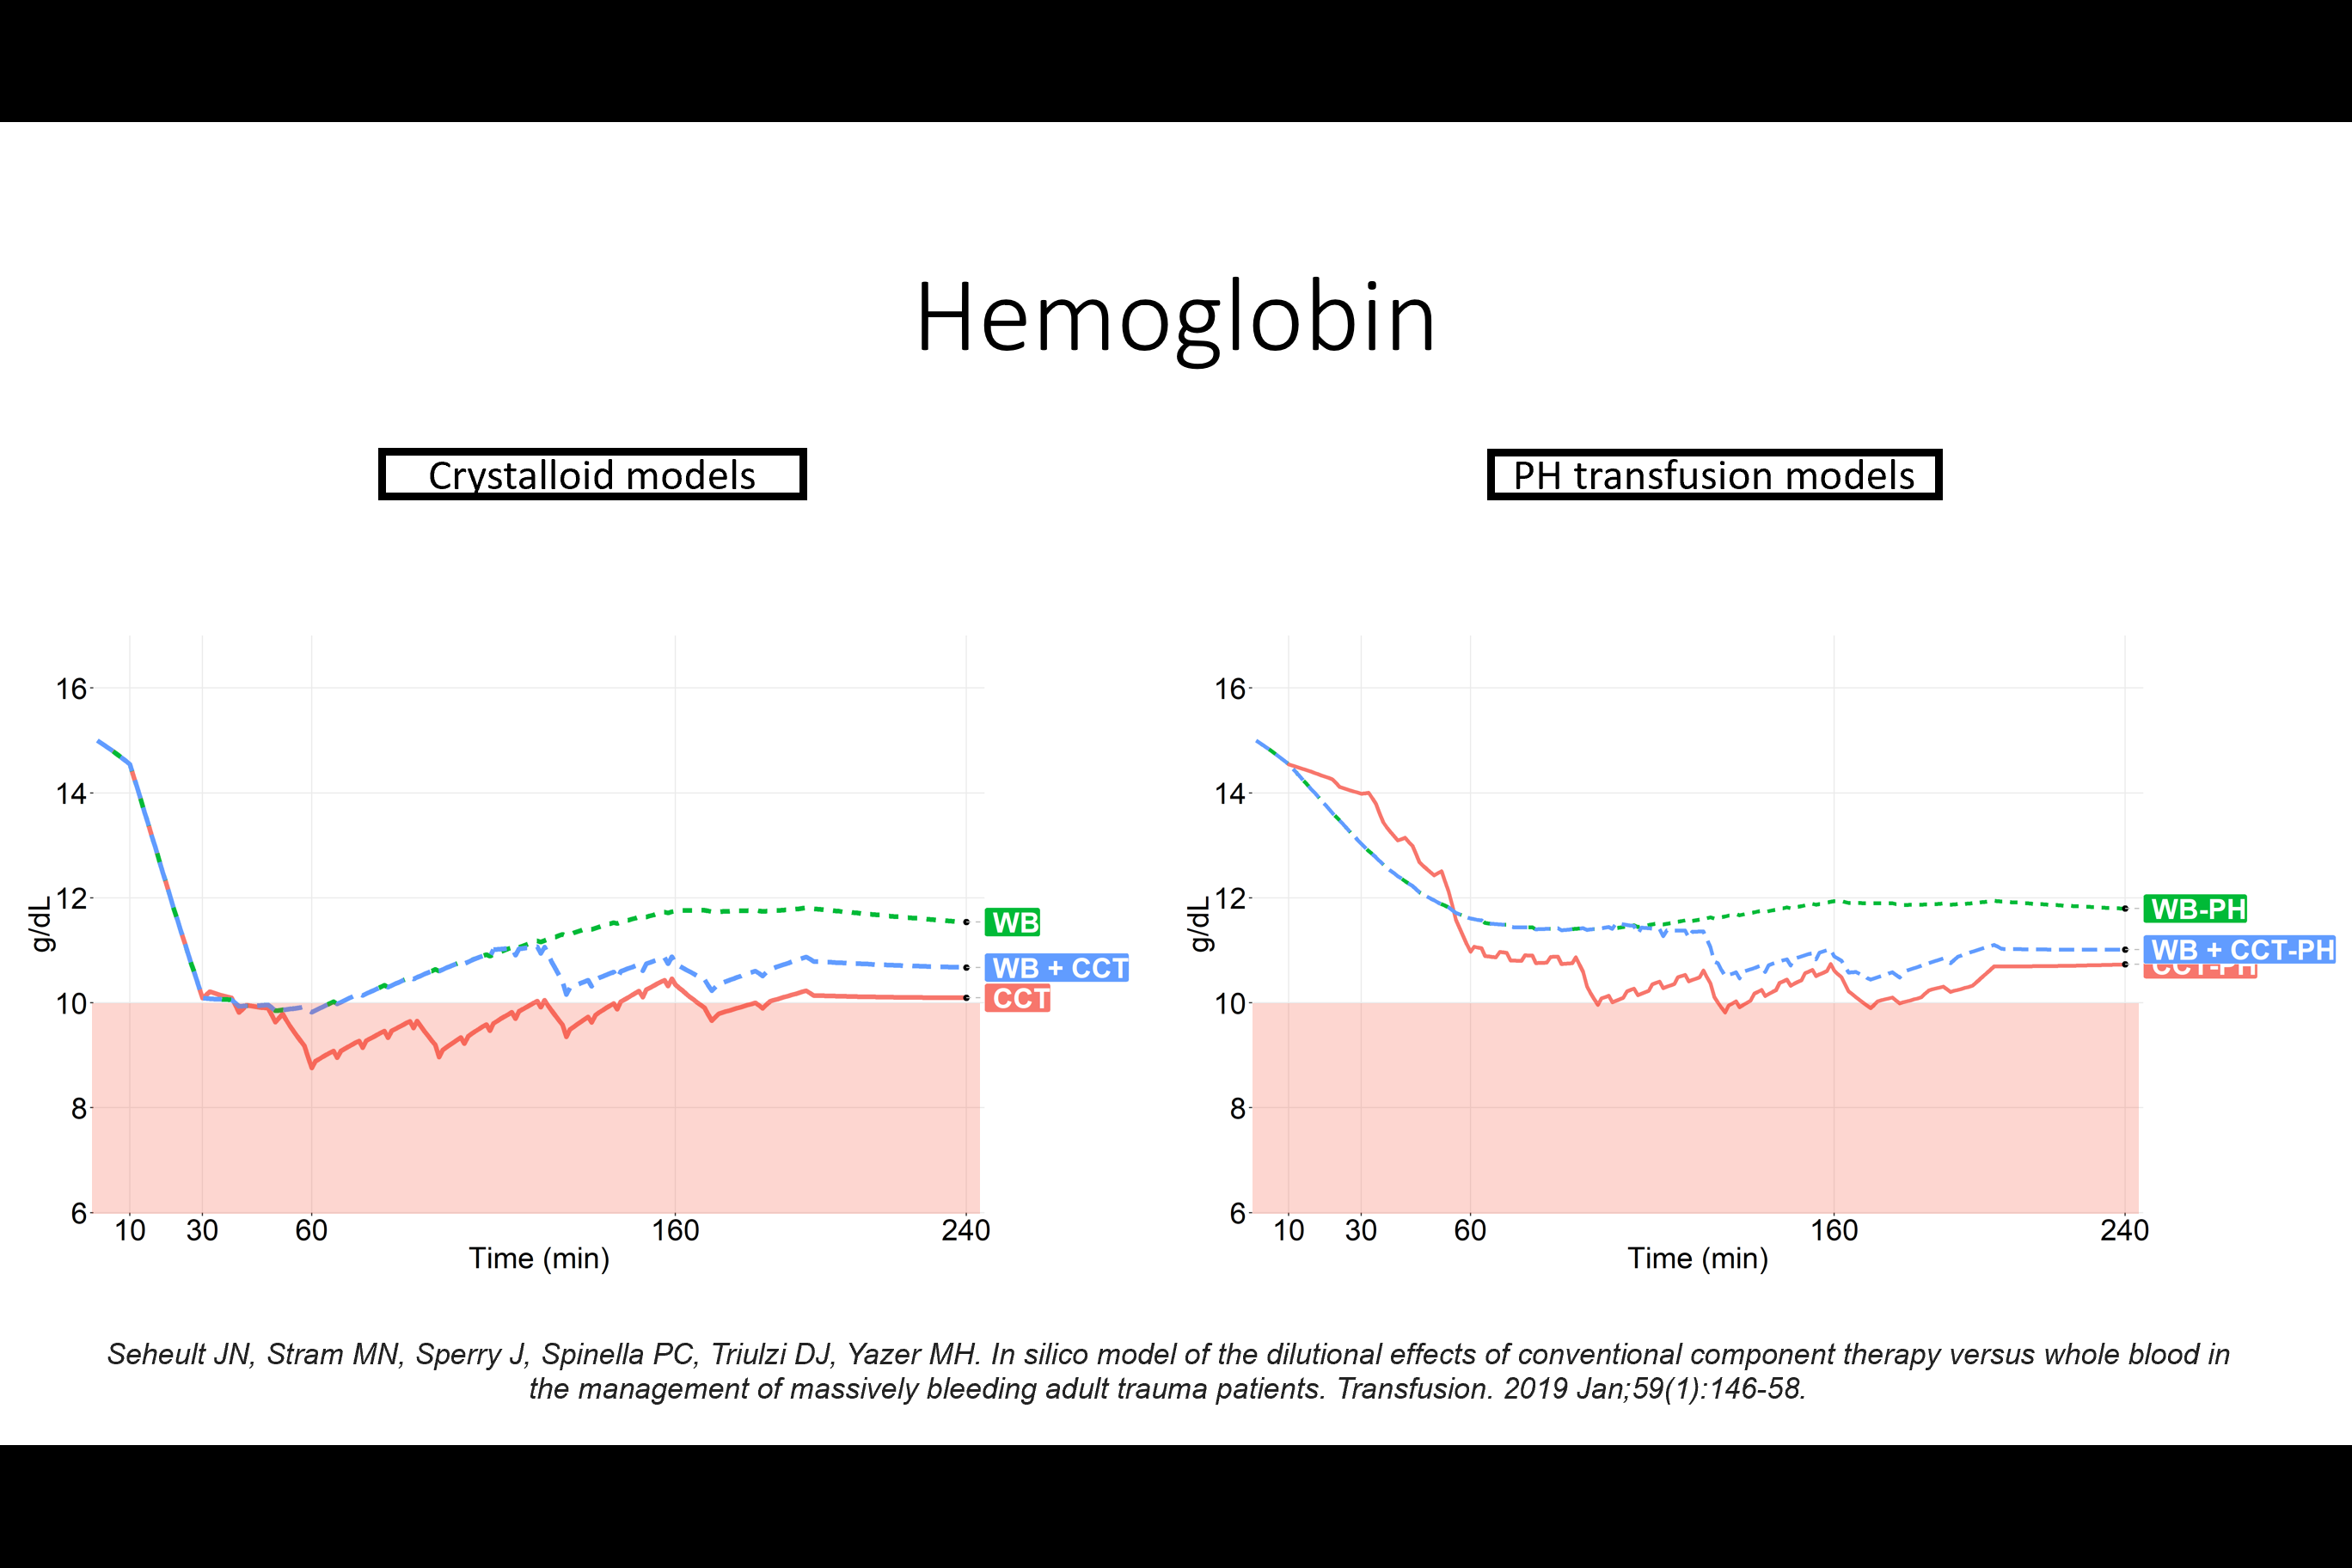 Hemoglobin
Crystalloid models
PH transfusion models
16
14
12
10
8
6
g/dL
10 30 60 160 240
Time (min)
WB
WB + CCT
CCT
16
14
12
10
8
6
g/dL
10 30 60 160 240
Time (min)
WB-PH
WB + CCT-PH
CCT-PH
Seheult JN, Stram MN, Sperry J, Spinella PC, Triulzi DJ, Yazer MH. In silico model of the dilutional effects of conventional component therapy versus whole blood in
the management of massively bleeding adult trauma patients. Transfusion. 2019 Jan;59(1):146-58.